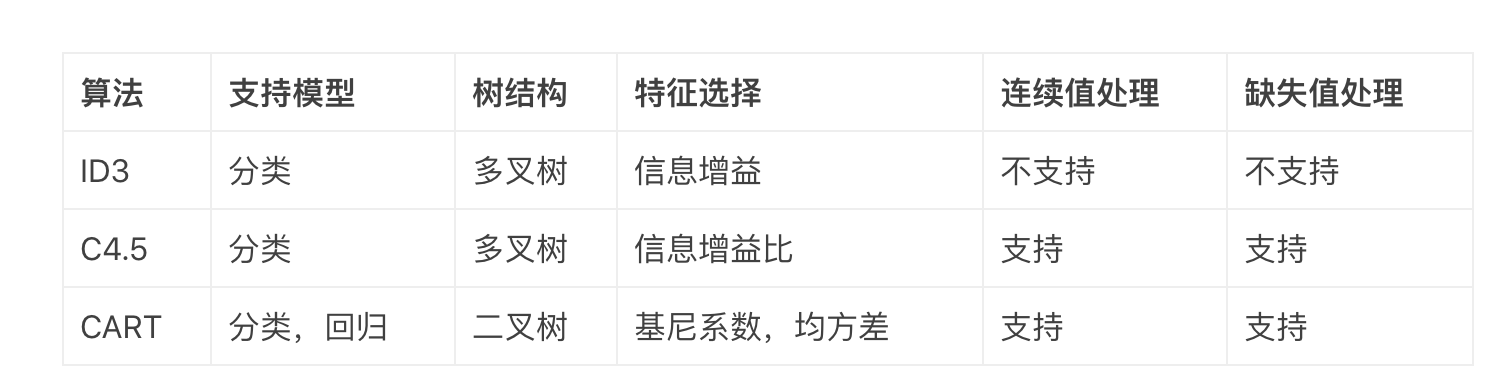 算法 支持模型 树结构 特征选择 连续值处理 缺失值处理
ID3 分类 多叉树 信息增益 不支持 不支持
C4.5 分类 多叉树 信息增益比 支持 支持
CART 分类，回归 二叉树 基尼系数，均方差 支持 支持